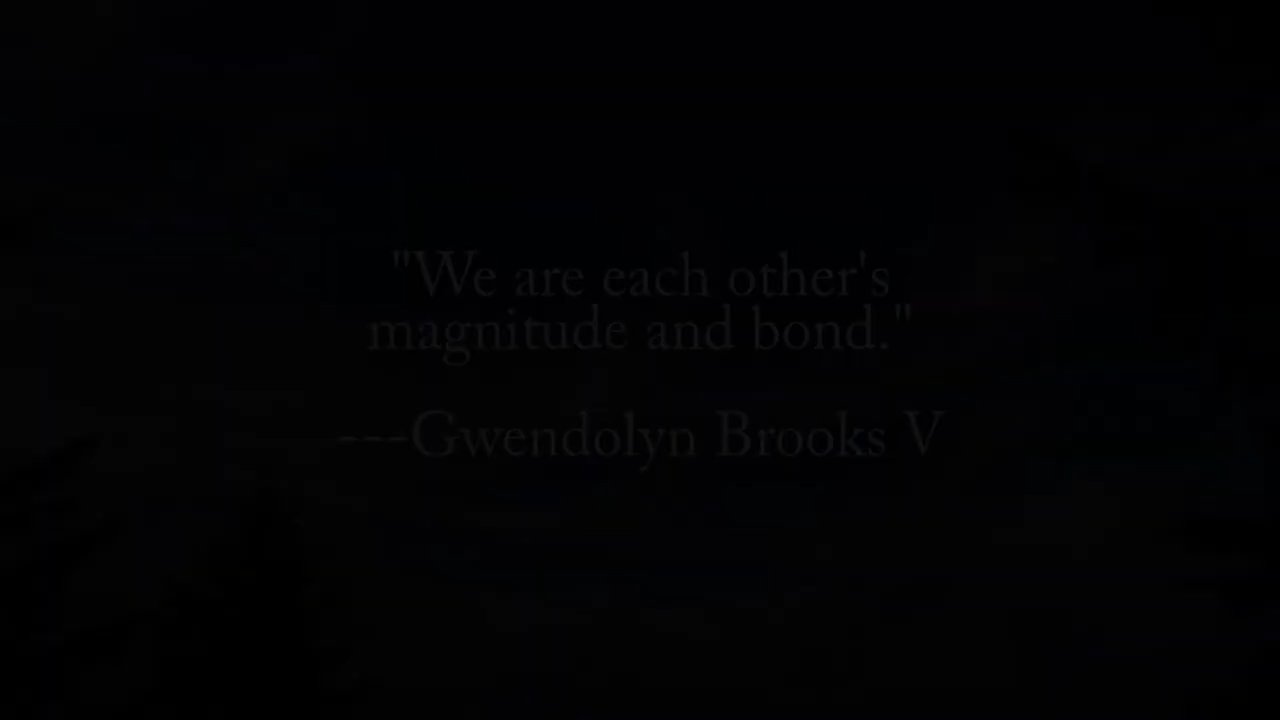 "We are each other's
magnitude and bond."
---Gwendolyn Brooks V